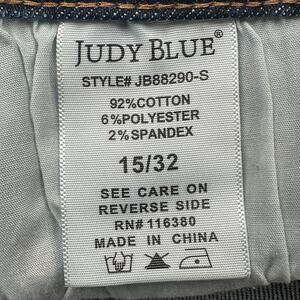 JUDY BLUE®
STYLE# JB88290-S
92%COTTON
6%POLYESTER
2%SPANDEX
15/32
SEE CARE ON
REVERSE SIDE
RN# 116380
MADE IN CHINA